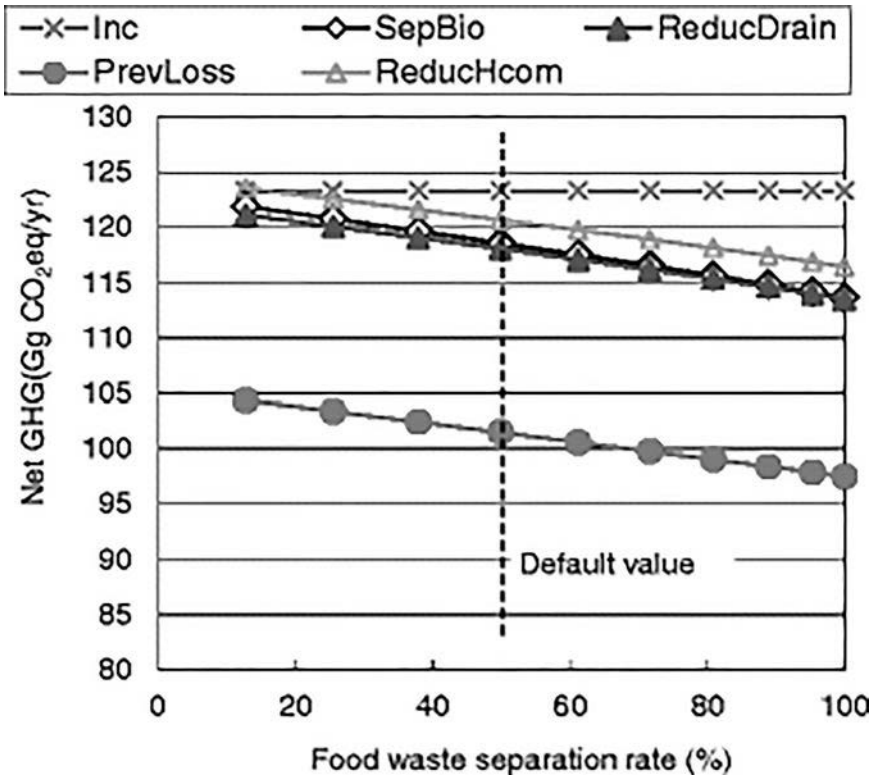 Inc SepBio ReducDrain
PrevLoss ReducHcom
130
125
120
115
110
105
100
95
90
85
80
Net GHG(Gg CO₂eq/yr)
Default value
0 20 40 60 80 100
Food waste separation rate (%)